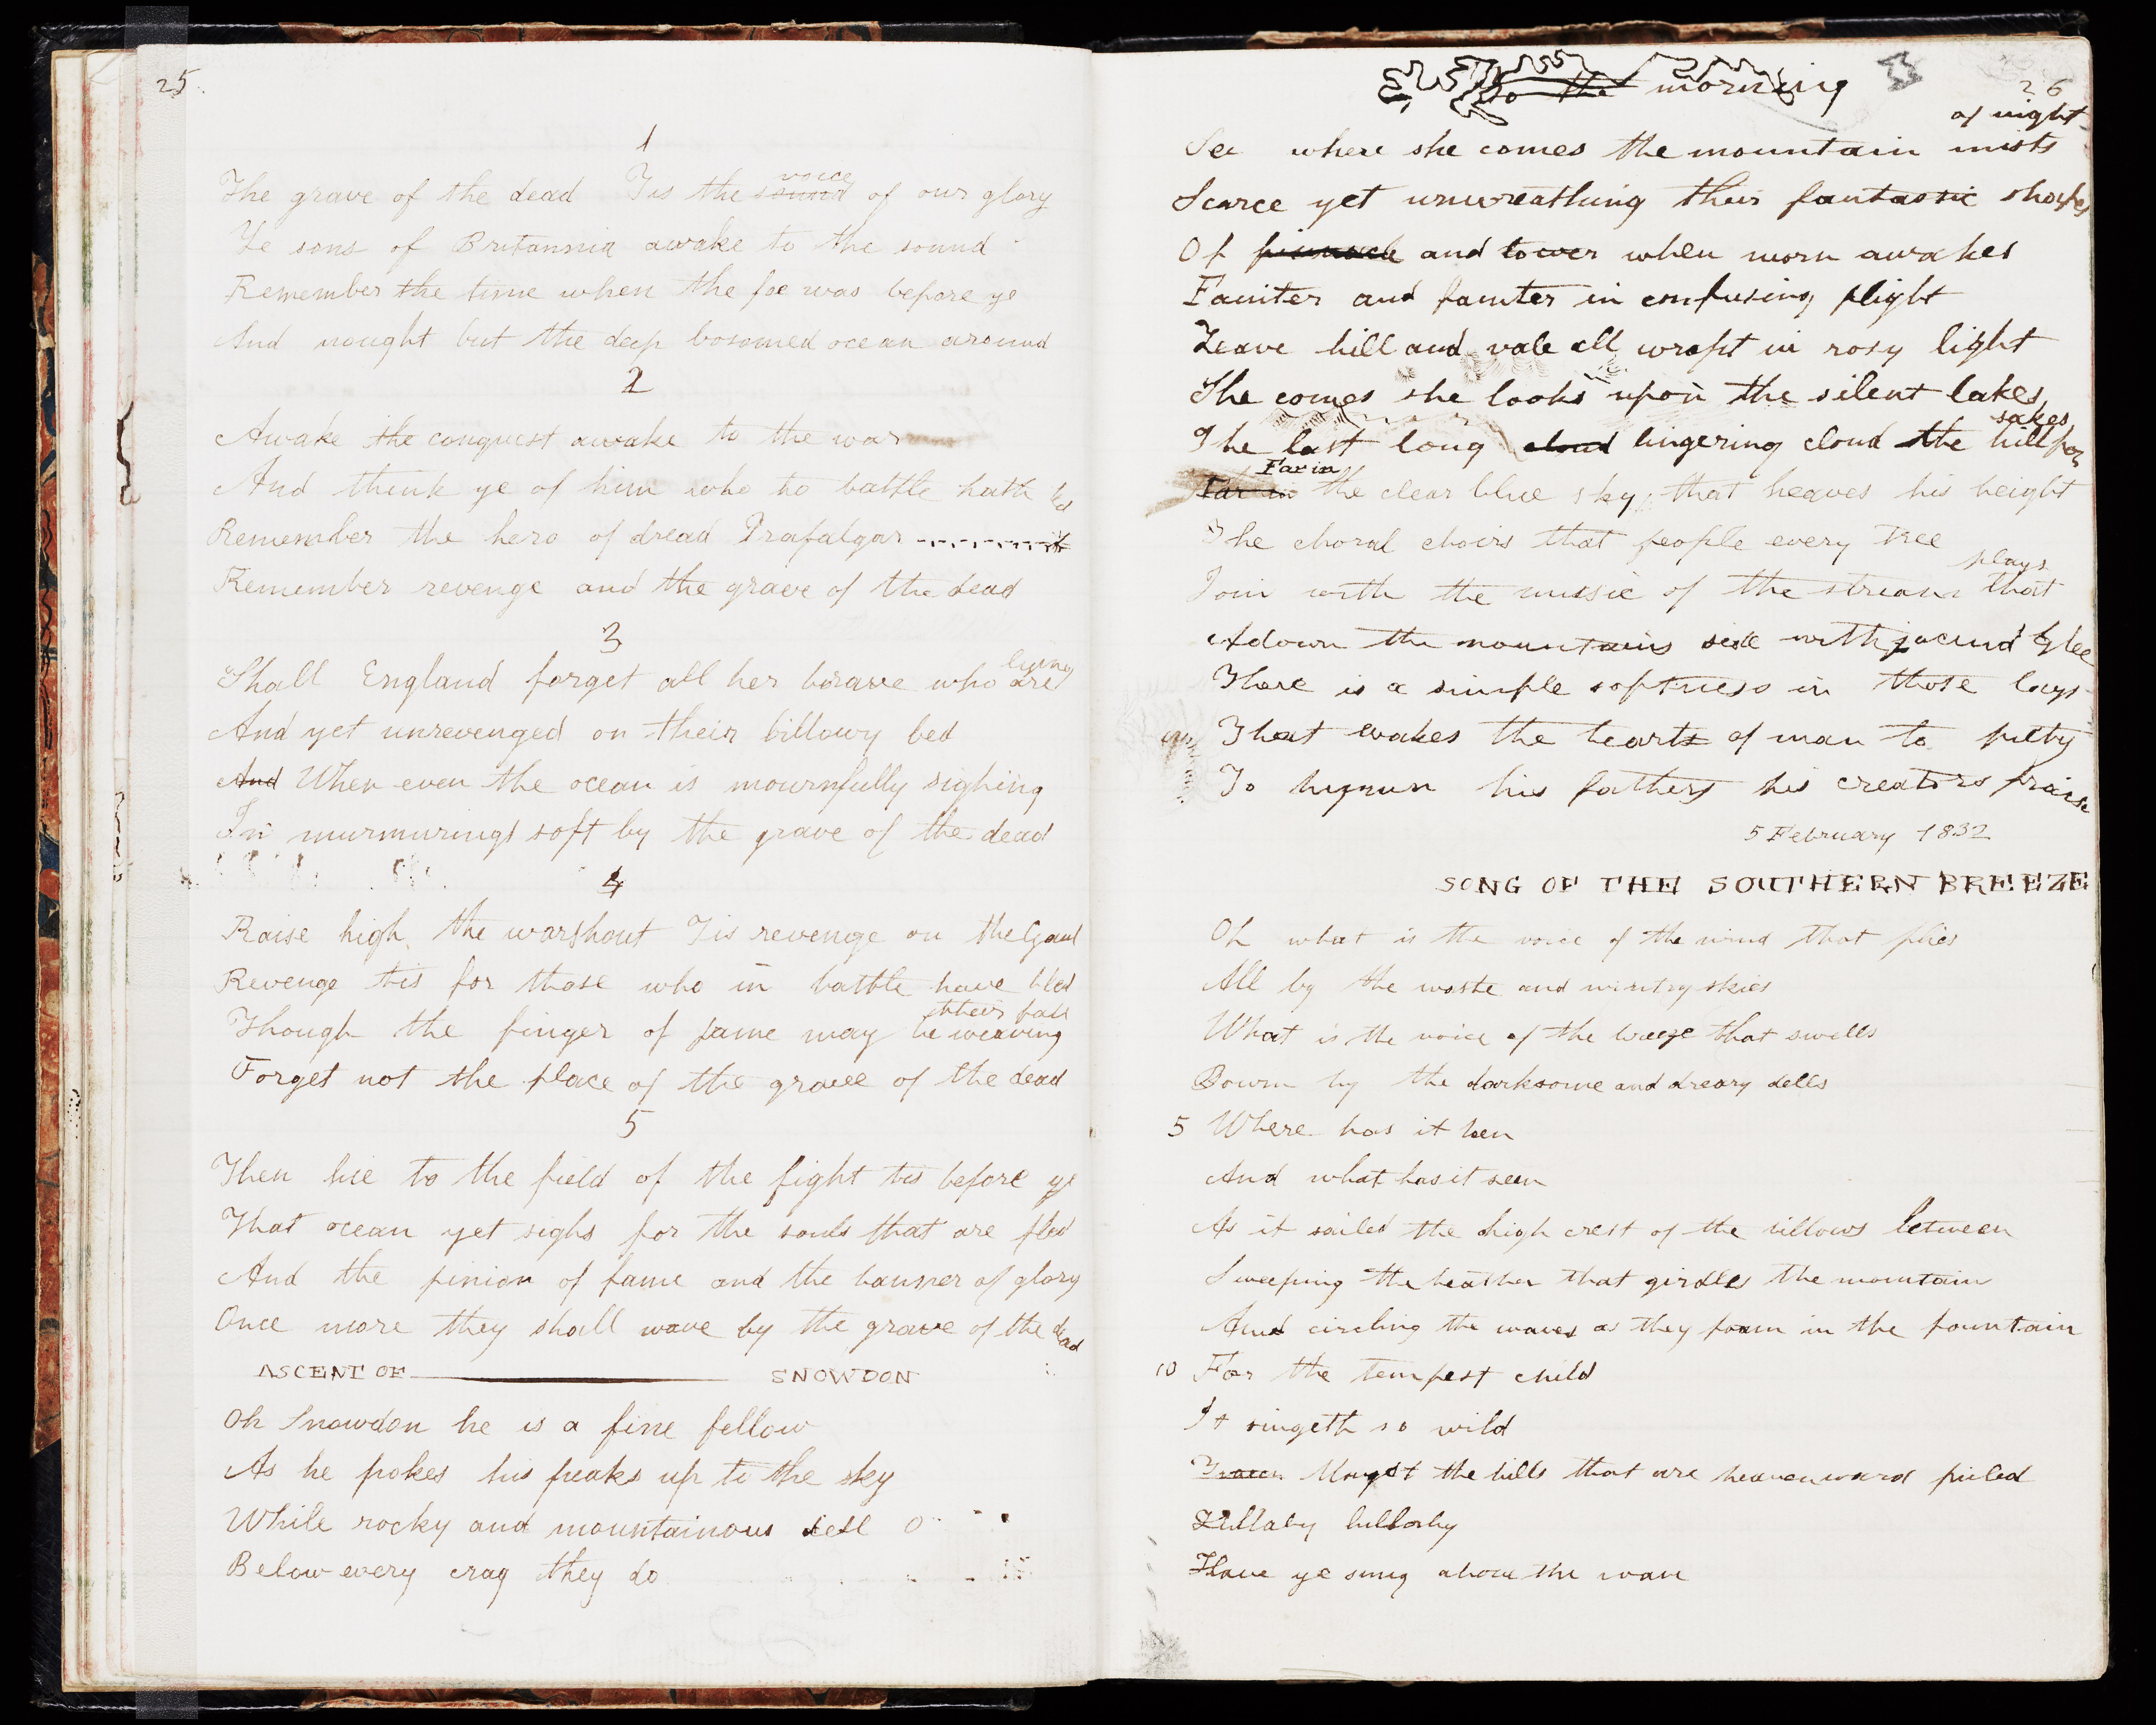 25
1
The grave of the dead Tis the sound voice of our glory
Ye sons of Britannia awake to the sound
Remember the time when the foe was before ye
And nought but the deep bosomed ocean around
2
Awake the conquest awake to the war
And think ye of him who to battle hath led
Remember the hero of dread Trafalgar
Remember revenge and the grave of the dead
3
Shall England forget all her brave who are lying
And yet unrevenged on their billowy bed
And When even the ocean is mournfully sighing
In murmurings soft by the grave of the dead
4
Raise high the warshout Tis revenge on the Gaul
Revenge tis for those who in battle have bled
Though the finger of fame may be weaving their fall
Forget not the place of the grave of the dead
5
Then hie to the field of the fight tis before ye
That ocean yet sighs for the souls that are fled
And the pinion of fame and the banner of glory
Once more they shall wave by the grave of the dead
ASCENT OF SNOWDON
Oh Snowdon he is a fine fellow
As he pokes his peaks up to the sky
While rocky and mountainous dell O
Below every crag they do
26
To the morning
See where she comes the mountain mists of night
Scarce yet unwreathing their fantastic shapes
Of pinnacle and tower when morn awakes
Fainter and fainter in confusing flight
Leave hill and vale all wrapt in rosy light
She comes she looks upon the silent lakes
The last long cloud lingering cloud the hill forsakes
Far in Far in the clear blue sky that heaves his height
The choral choirs that people every tree
Join with the music of the stream that plays
Adown the mountains side with jocund Glee
There is a simple softness in those lays
That wakes the hearts of man to piety
To hymn his fathers his creators praise
5 February 1832
SONG OF THE SOUTHERN BREEZE
Oh what is the voice of the wind that flies
All by the waste and wintry skies
What is the voice of the breeze that swells
Down by the darksome and dreary dells
5 Where has it been
And what has it seen
As it sailed the high crest of the billows between
Sweeping the heather that girdles the mountain
And circling the waves as they foam in the fountain
10 For the tempest child
It singeth so wild
Mongst the hills that are heavenward piled
Lullaby lullaby
Have ye sung above the wave